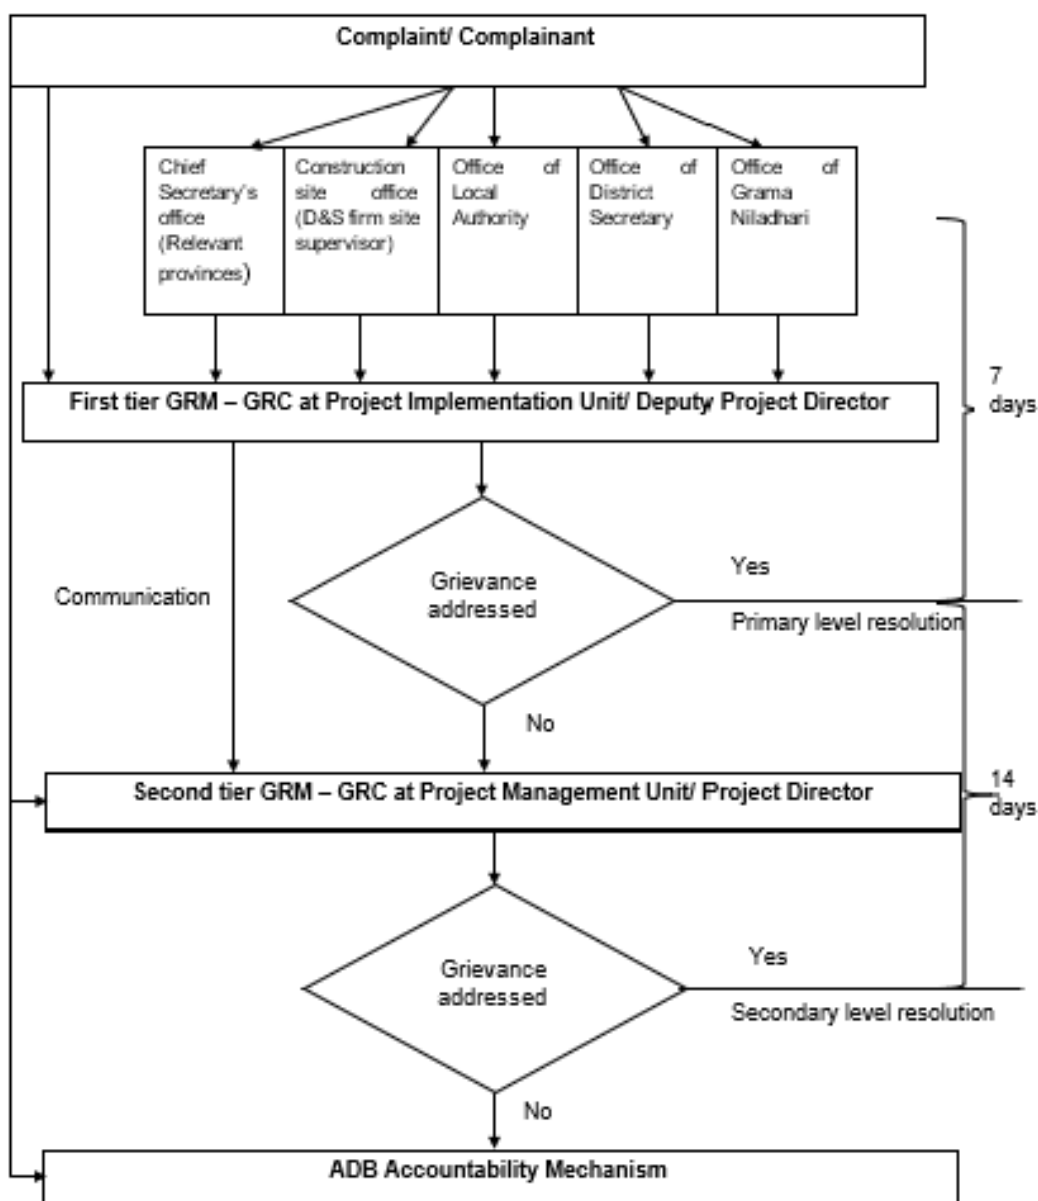 Complaint/ Complainant
Chief
Secretary's
office
(Relevant
provinces)
Construction
site office
(D&S firm site
supervisor)
Office of
Local
Authority
Office of
District
Secretary
Office of
Grama
Niladhari
7
days
First tier GRM – GRC at Project Implementation Unit/ Deputy Project Director
Communication
Grievance
addressed
Yes
Primary level resolution
No
Second tier GRM – GRC at Project Management Unit/ Project Director
14
days
Grievance
addressed
Yes
Secondary level resolution
No
ADB Accountability Mechanism